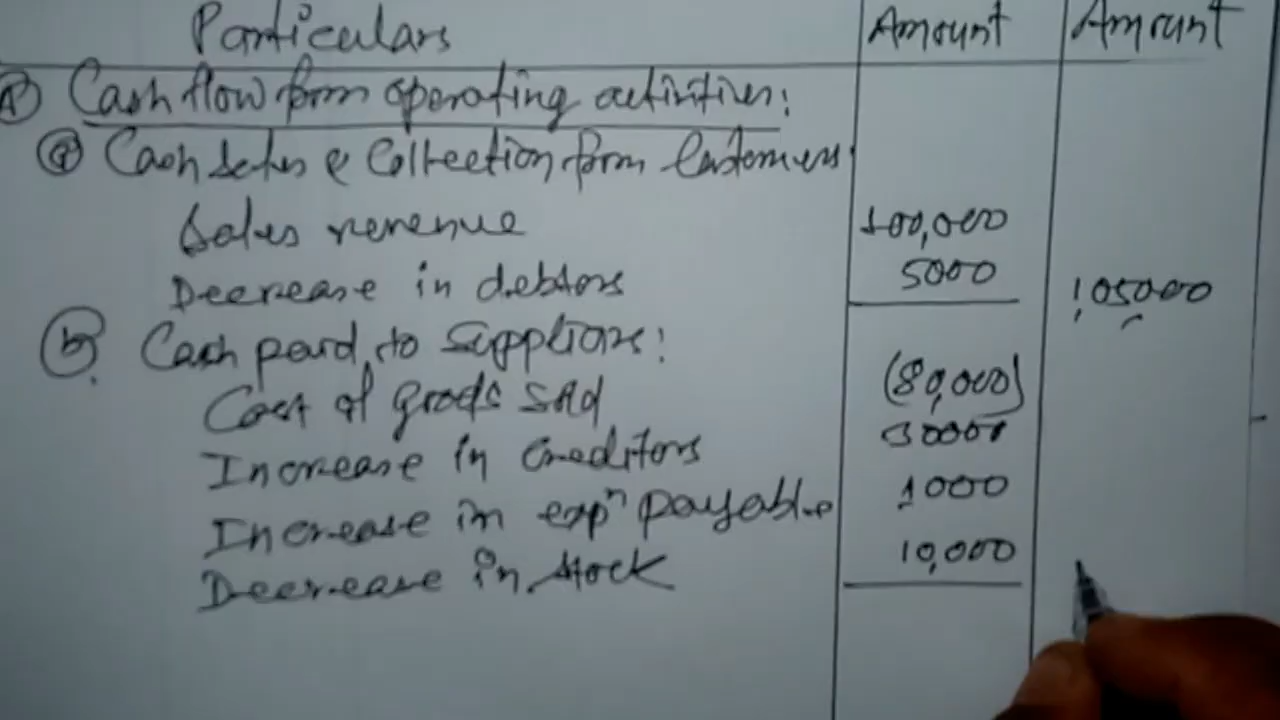 Particulars Amount Amount
A) Cash flow from operating activities:
a) Cash sales & Collection from Customers
Sales revenue 100,000
Decrease in debtors 5000 105000
b) Cash paid to suppliers:
Cost of goods sold (80,000)
Increase in Creditors
Increase in expn payable 1000
Decrease in stock 10,000